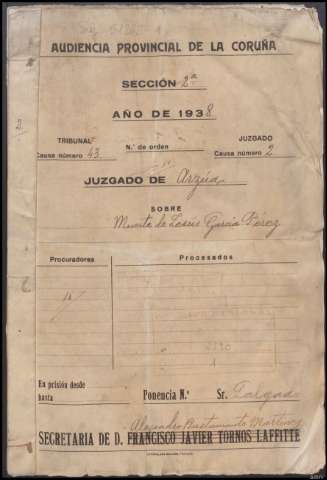 AUDIENCIA PROVINCIAL DE LA CORUÑA
SECCIÓN 2ª
AÑO DE 1938
TRIBUNAL
Causa número 43
N.º de orden
JUZGADO
Causa número 2
JUZGADO DE Arzúa
SOBRE
Muerte de Jesús García Pérez
Procuradores
Procesados
En prisión desde
hasta
Ponencia N.º
Sr.
Alejandro Bustamante Martínez
SECRETARIA DE D. FRANCISCO JAVIER TORNOS LAFFITTE